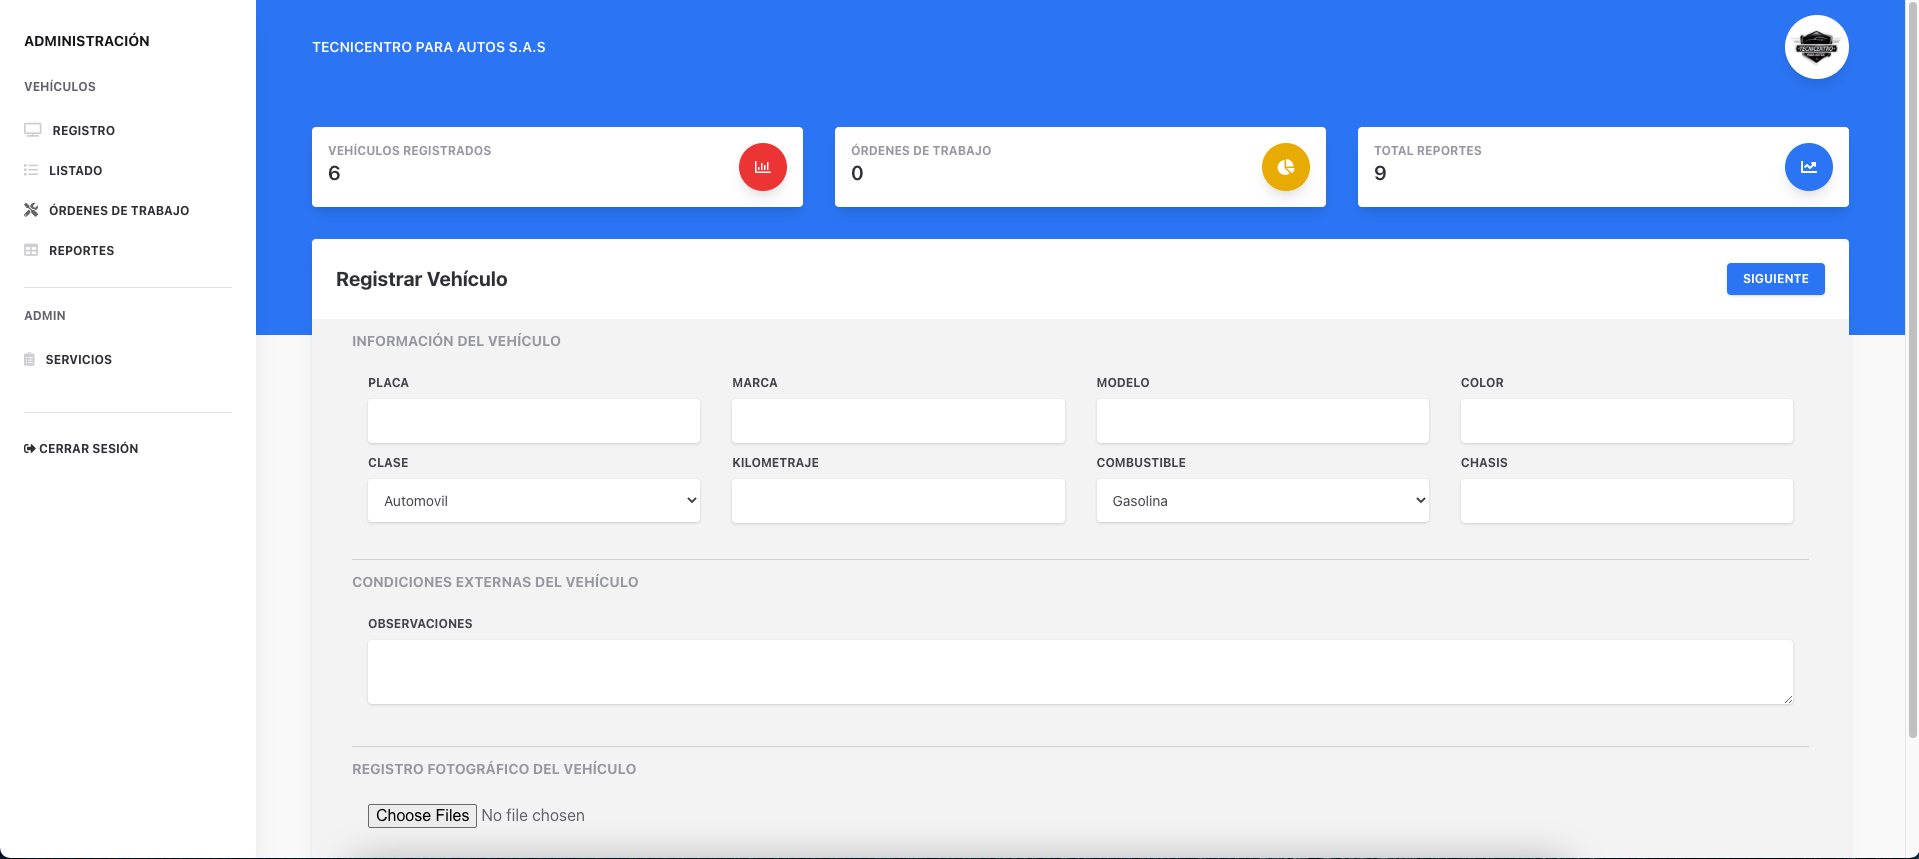 ADMINISTRACIÓN
VEHÍCULOS
REGISTRO
LISTADO
ÓRDENES DE TRABAJO
REPORTES
ADMIN
SERVICIOS
CERRAR SESIÓN
TECNICENTRO PARA AUTOS S.A.S
TECNICENTRO
VEHÍCULOS REGISTRADOS
6
ÓRDENES DE TRABAJO
0
TOTAL REPORTES
9
Registrar Vehículo
SIGUIENTE
INFORMACIÓN DEL VEHÍCULO
PLACA MARCA MODELO COLOR
CLASE KILOMETRAJE COMBUSTIBLE CHASIS
Automovil Gasolina
CONDICIONES EXTERNAS DEL VEHÍCULO
OBSERVACIONES
REGISTRO FOTOGRÁFICO DEL VEHÍCULO
Choose Files No file chosen